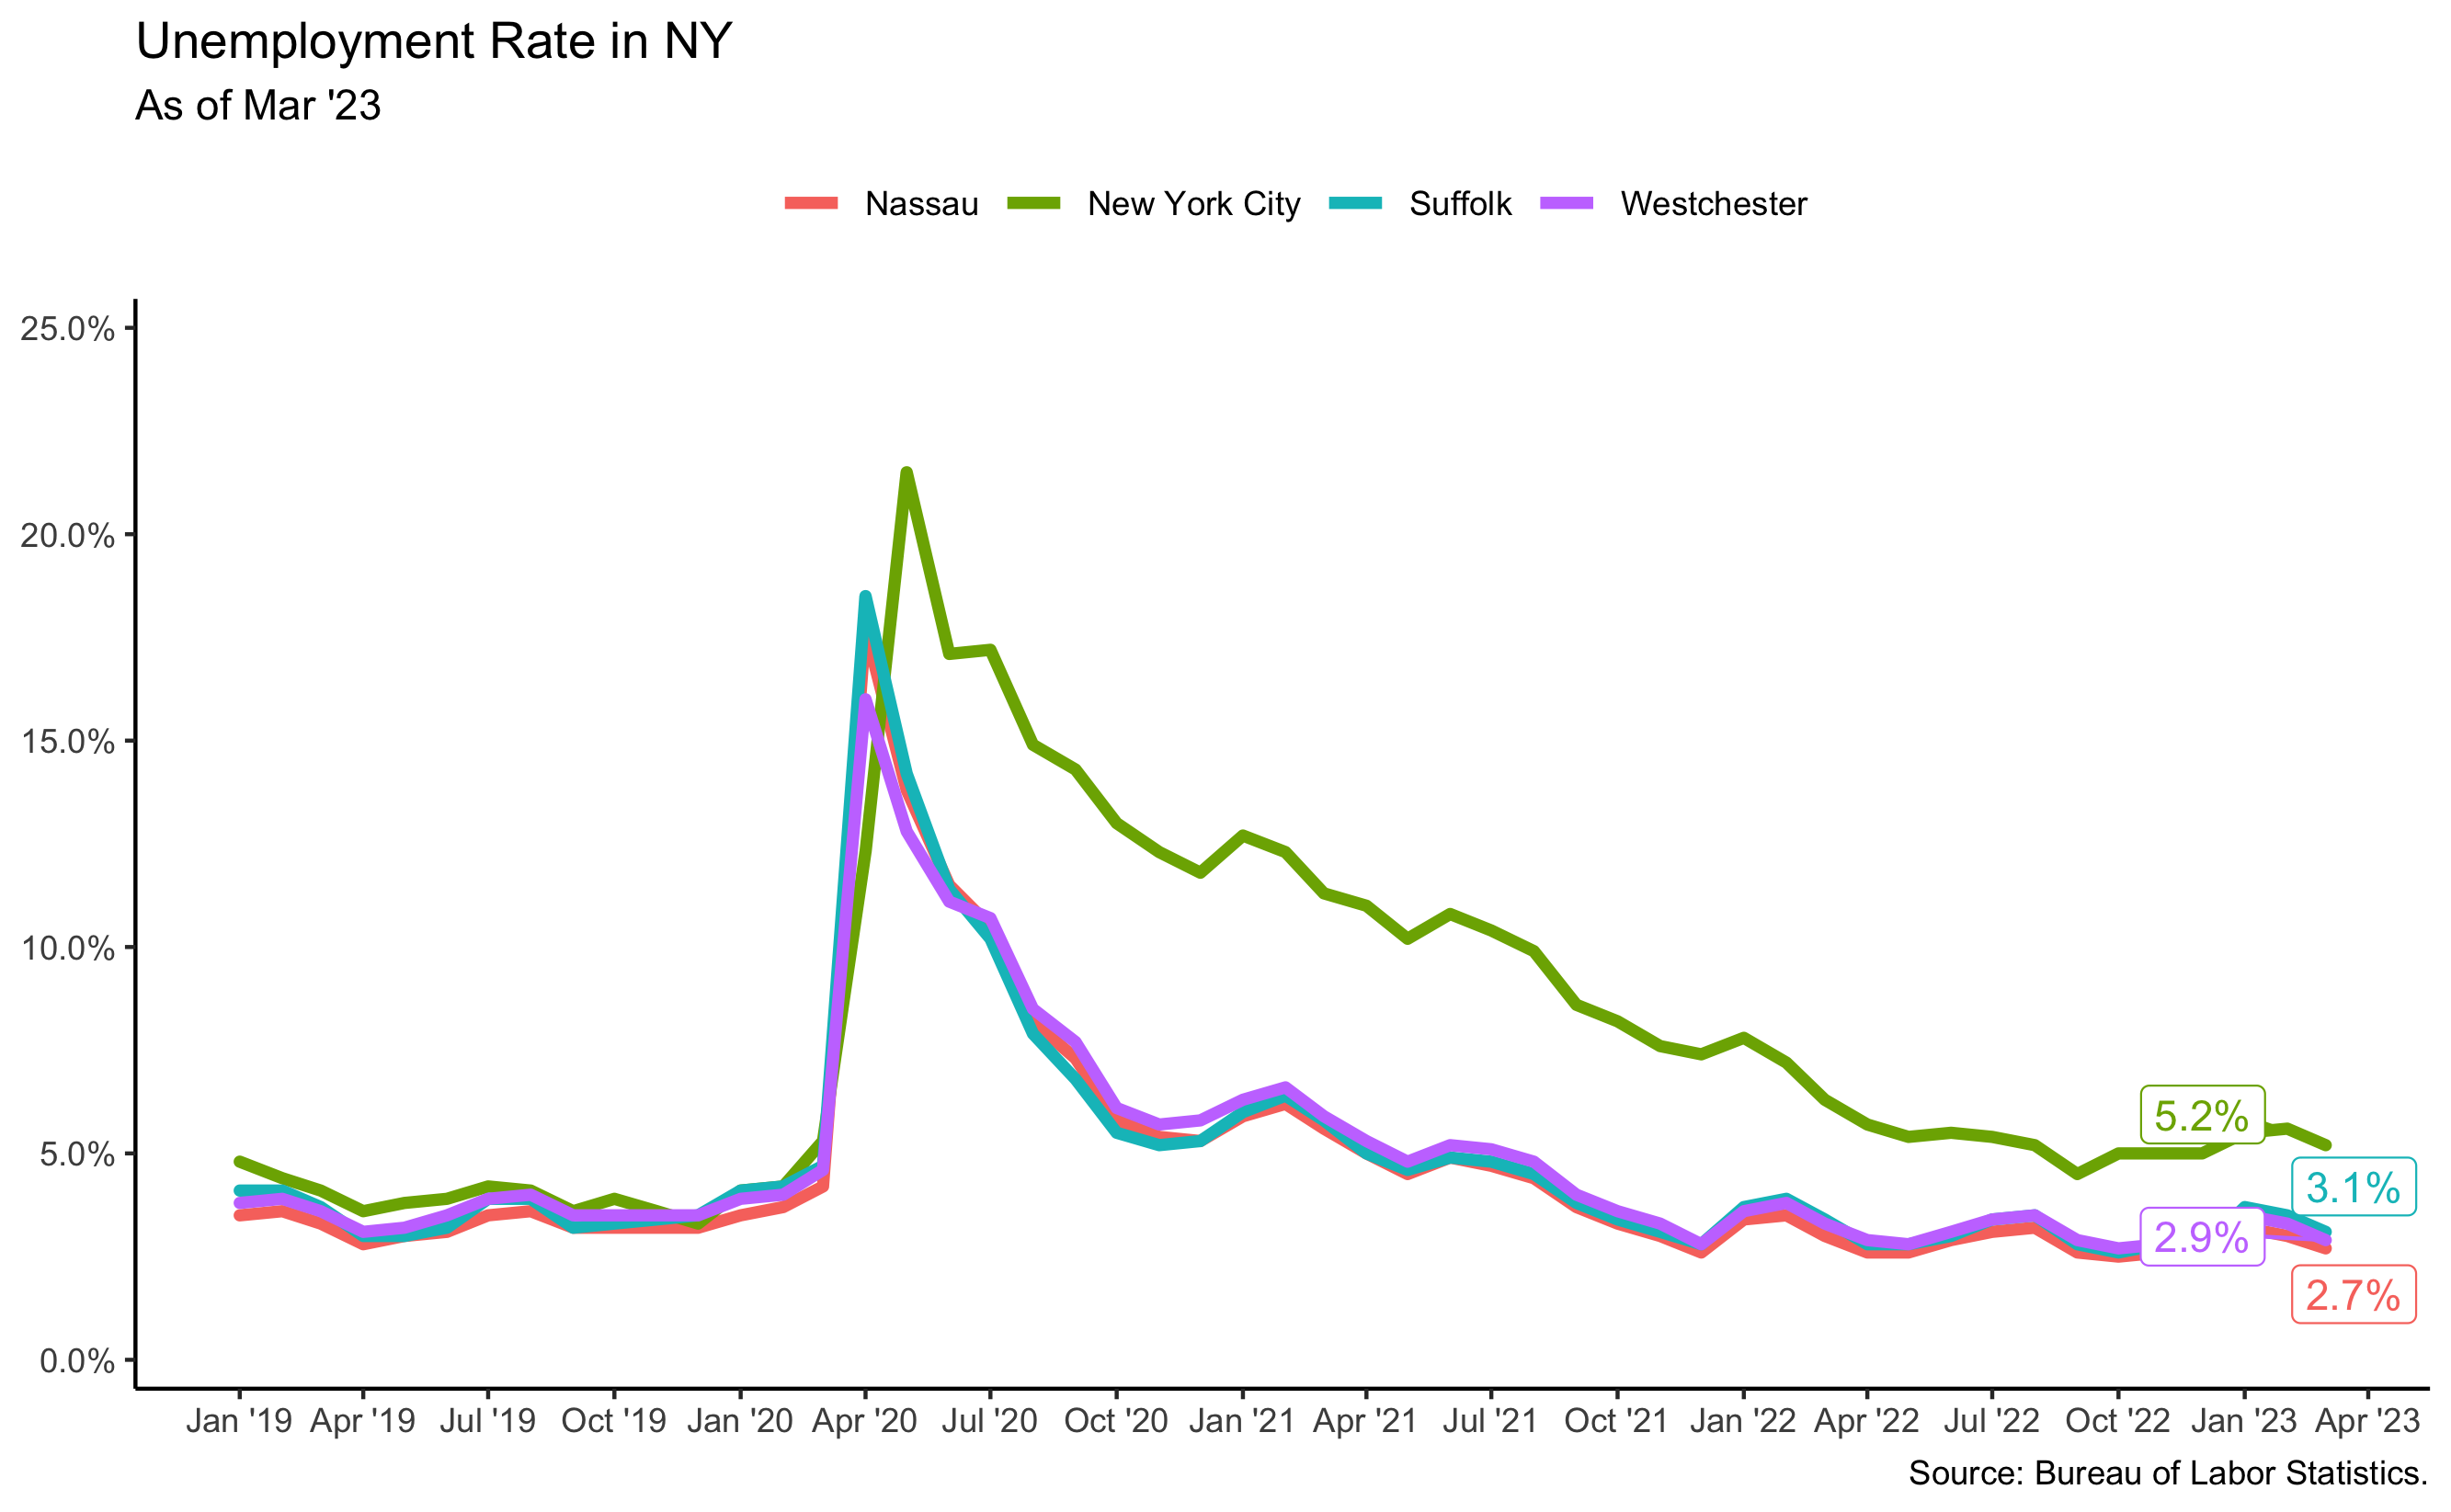 Unemployment Rate in NY
As of Mar '23
Nassau New York City Suffolk Westchester
25.0%
20.0%
15.0%
10.0%
5.0%
0.0%
5.2%
3.1%
2.9%
2.7%
Jan '19 Apr '19 Jul '19 Oct '19 Jan '20 Apr '20 Jul '20 Oct '20 Jan '21 Apr '21 Jul '21 Oct '21 Jan '22 Apr '22 Jul '22 Oct '22 Jan '23 Apr '23
Source: Bureau of Labor Statistics.